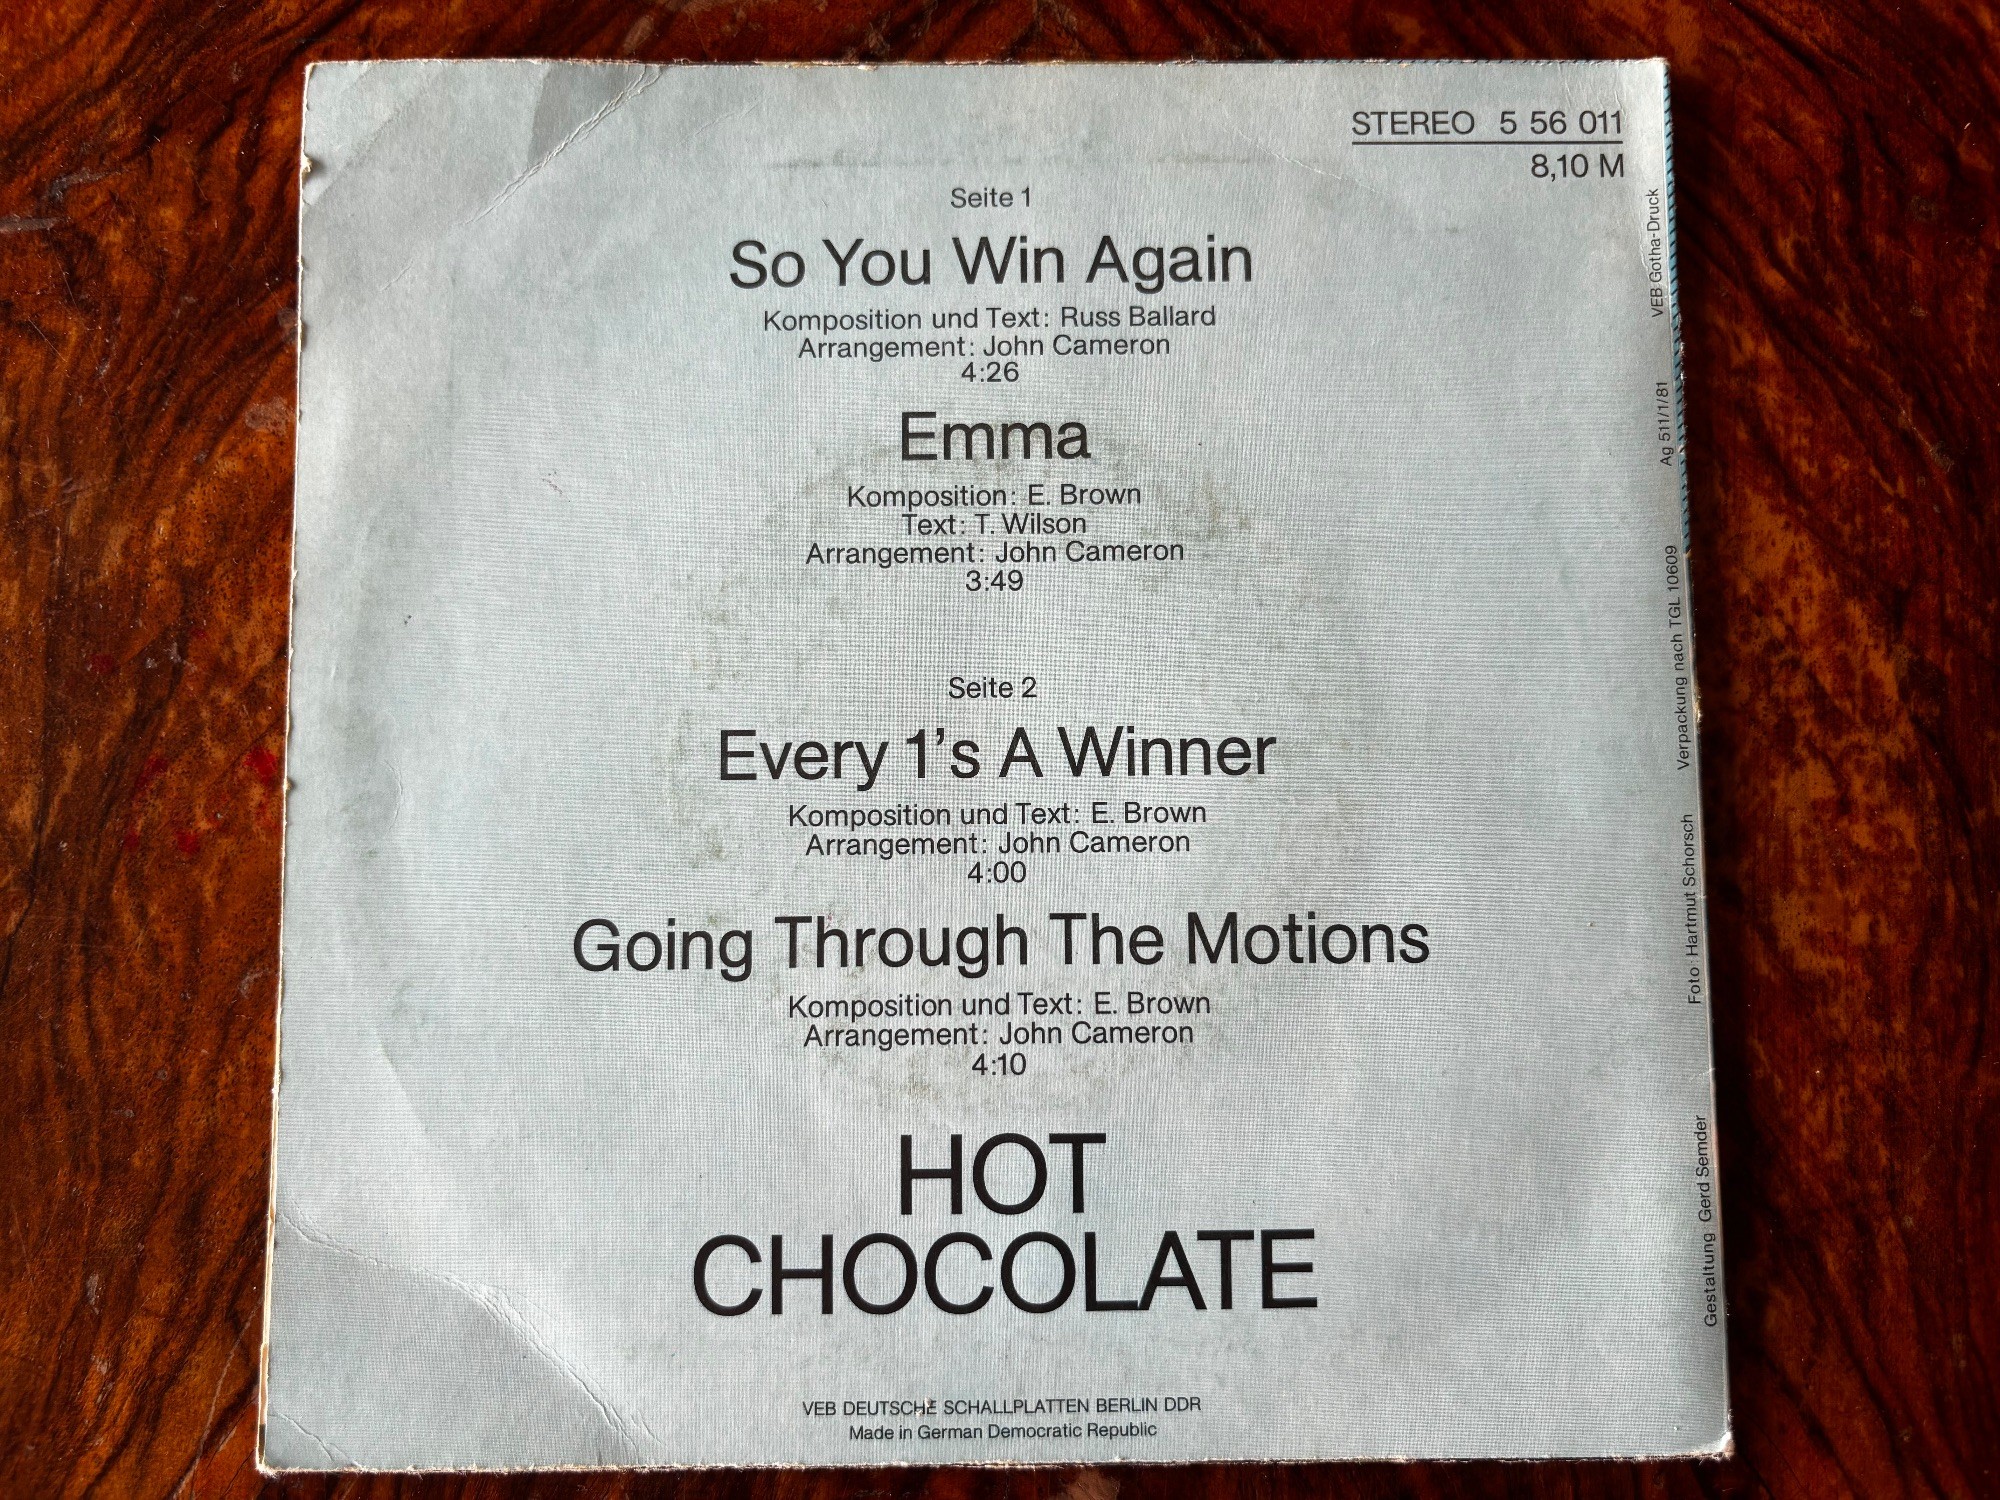 STEREO 5 56 011
8,10 M
Seite 1
So You Win Again
Komposition und Text: Russ Ballard
Arrangement: John Cameron
4:26
Emma
Komposition: E. Brown
Text: T. Wilson
Arrangement: John Cameron
3:49
Seite 2
Every 1's A Winner
Komposition und Text: E. Brown
Arrangement: John Cameron
4:00
Going Through The Motions
Komposition und Text: E. Brown
Arrangement: John Cameron
4:10
HOT
CHOCOLATE
VEB DEUTSCHE SCHALLPLATTEN BERLIN DDR
Made in German Democratic Republic
Gestaltung Gerd Semder Foto: Hartmut Schorsch Verpackung nach TGL 10609 Ag 511/1/81 VEB Gotha-Druck